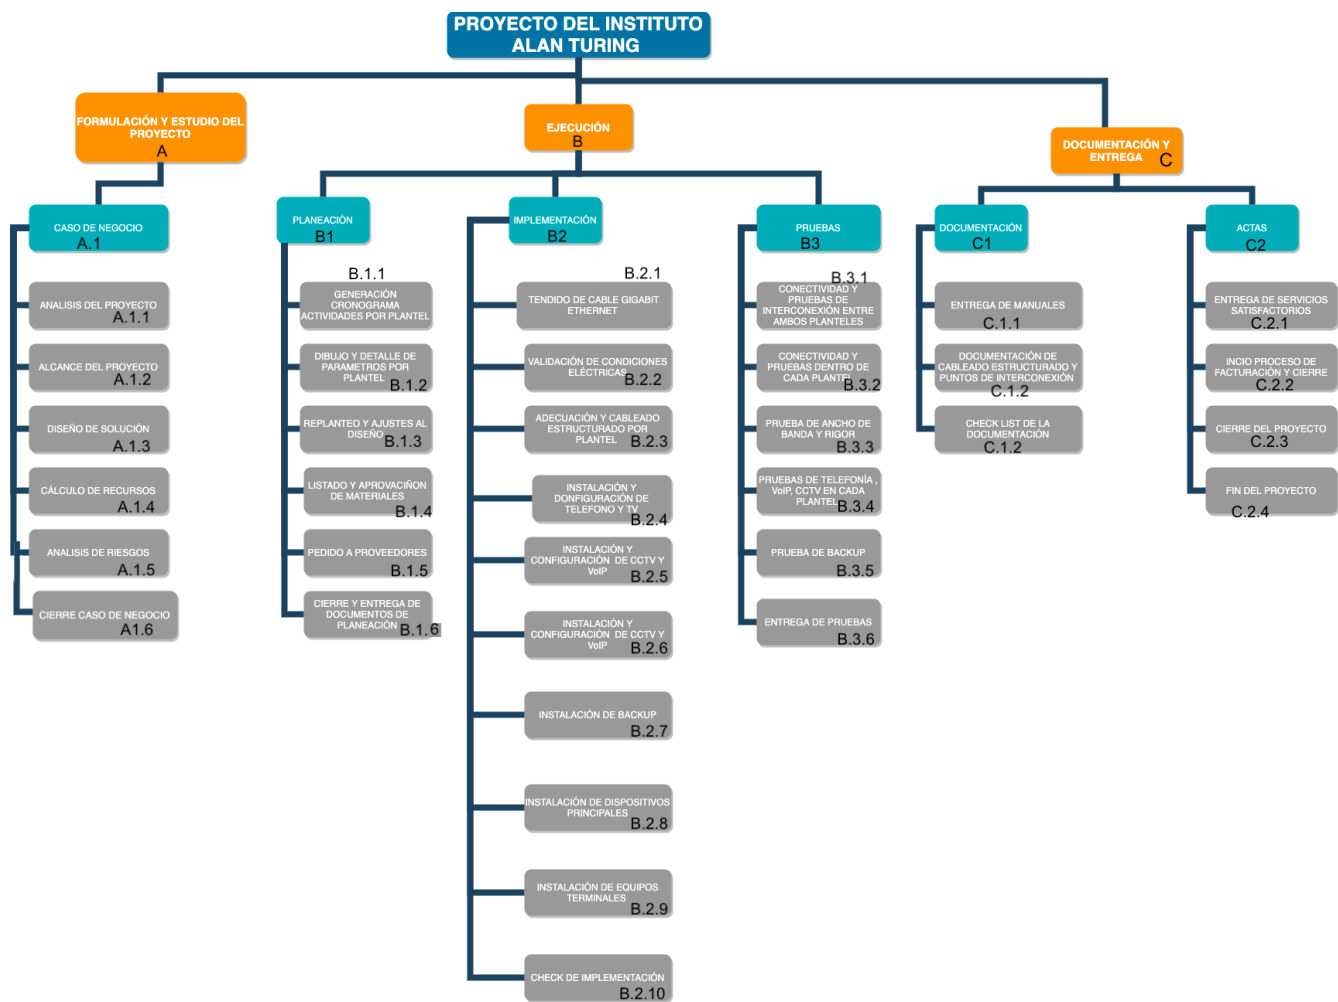 PROYECTO DEL INSTITUTO
ALAN TURING
FORMULACIÓN Y ESTUDIO DEL
PROYECTO
A
CASO DE NEGOCIO
A.1
ANALISIS DEL PROYECTO
A.1.1
ALCANCE DEL PROYECTO
A.1.2
DISEÑO DE SOLUCIÓN
A.1.3
CÁLCULO DE RECURSOS
A.1.4
ANALISIS DE RIESGOS
A.1.5
CIERRE CASO DE NEGOCIO
A1.6
EJECUCIÓN
B
PLANEACIÓN
B1
B.1.1
GENERACIÓN
CRONOGRAMA
ACTIVIDADES POR PLANTEL
DIBUJO Y DETALLE DE
PARAMETROS POR
PLANTEL
B.1.2
REPLANTEO Y AJUSTES AL
DISEÑO
B.1.3
LISTADO Y APROVACIÑON DE
MATERIALES
B.1.4
PEDIDO A PROVEEDORES
B.1.5
CIERRE Y ENTREGA DE
DOCUMENTOS DE
PLANEACIÓN
B.1.6
IMPLEMENTACIÓN
B2
B.2.1
TENDIDO DE CABLE GIGABIT
ETHERNET
VALIDACIÓN DE CONDICIONES
ELÉCTRICAS
B.2.2
ADECUACIÓN Y CABLEADO
ESTRUCTURADO POR
PLANTEL
B.2.3
INSTALACIÓN Y
DONFIGURACIÓN DE
TELEFONO Y TV
B.2.4
INSTALACIÓN Y
CONFIGURACIÓN DE CCTV Y
VoIP
B.2.5
INSTALACIÓN Y
CONFIGURACIÓN DE CCTV Y
VoIP
B.2.6
INSTALACIÓN DE BACKUP
B.2.7
INSTALACIÓN DE DISPOSITIVOS
PRINCIPALES
B.2.8
INSTALACIÓN DE EQUIPOS
TERMINALES
B.2.9
CHECK DE IMPLEMENTACIÓN
B.2.10
PRUEBAS
B3
B.3.1
CONECTIVIDAD Y
PRUEBAS DE
INTERCONEXIÓN ENTRE
AMBOS PLANTELES
CONECTIVIDAD Y
PRUEBAS DENTRO DE
CADA PLANTEL
B.3.2
PRUEBA DE ANCHO DE
BANDA Y RIGOR
B.3.3
PRUEBAS DE TELEFONÍA ,
VoIP, CCTV EN CADA
PLANTEL
B.3.4
PRUEBA DE BACKUP
B.3.5
ENTREGA DE PRUEBAS
B.3.6
DOCUMENTACIÓN Y
ENTREGA
C
DOCUMENTACIÓN
C1
ENTREGA DE MANUALES
C.1.1
DOCUMENTACIÓN DE
CABLEADO ESTRUCTURADO Y
PUNTOS DE INTERCONEXIÓN
C.1.2
CHECK LIST DE LA
DOCUMENTACIÓN
C.1.2
ACTAS
C2
ENTREGA DE SERVICIOS
SATISFACTORIOS
C.2.1
INCIO PROCESO DE
FACTURACIÓN Y CIERRE
C.2.2
CIERRE DEL PROYECTO
C.2.3
FIN DEL PROYECTO
C.2.4